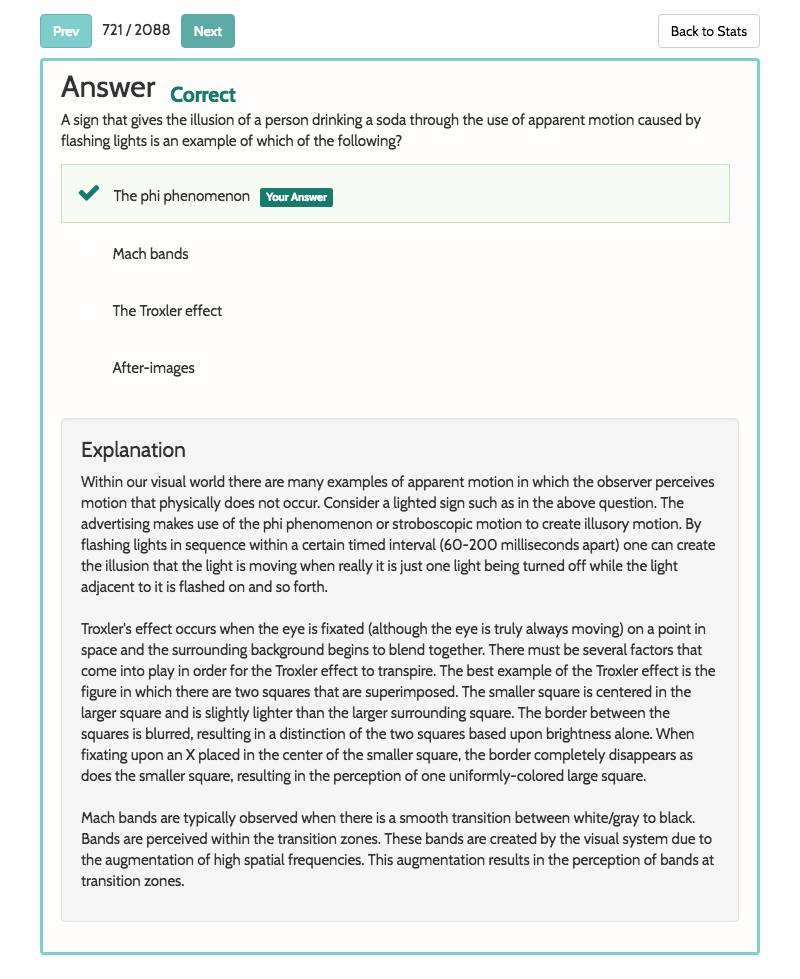 Prev 721 / 2088 Next Back to Stats
Answer Correct
A sign that gives the illusion of a person drinking a soda through the use of apparent motion caused by
flashing lights is an example of which of the following?
The phi phenomenon Your Answer
Mach bands
The Troxler effect
After-images
Explanation
Within our visual world there are many examples of apparent motion in which the observer perceives
motion that physically does not occur. Consider a lighted sign such as in the above question. The
advertising makes use of the phi phenomenon or stroboscopic motion to create illusory motion. By
flashing lights in sequence within a certain timed interval (60-200 milliseconds apart) one can create
the illusion that the light is moving when really it is just one light being turned off while the light
adjacent to it is flashed on and so forth.
Troxler's effect occurs when the eye is fixated (although the eye is truly always moving) on a point in
space and the surrounding background begins to blend together. There must be several factors that
come into play in order for the Troxler effect to transpire. The best example of the Troxler effect is the
figure in which there are two squares that are superimposed. The smaller square is centered in the
larger square and is slightly lighter than the larger surrounding square. The border between the
squares is blurred, resulting in a distinction of the two squares based upon brightness alone. When
fixating upon an X placed in the center of the smaller square, the border completely disappears as
does the smaller square, resulting in the perception of one uniformly-colored large square.
Mach bands are typically observed when there is a smooth transition between white/gray to black.
Bands are perceived within the transition zones. These bands are created by the visual system due to
the augmentation of high spatial frequencies. This augmentation results in the perception of bands at
transition zones.